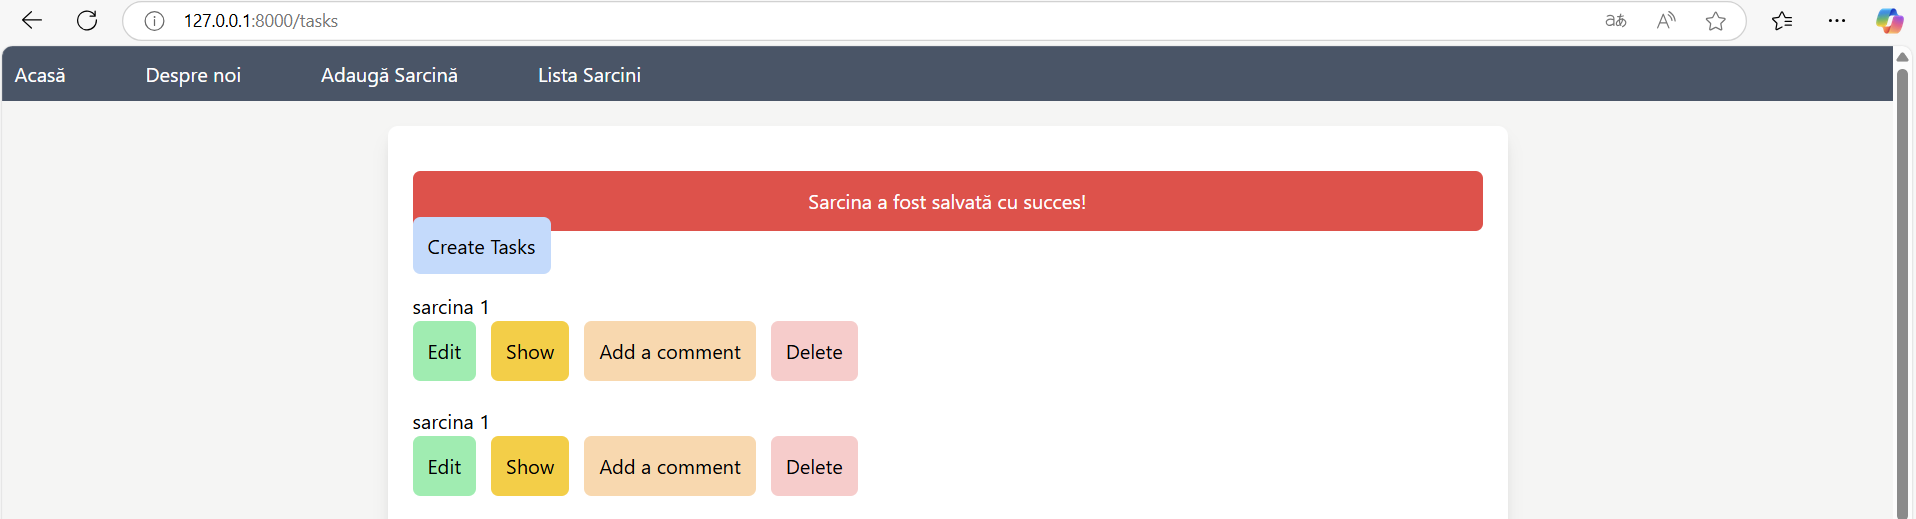 127.0.0.1:8000/tasks
Acasă Despre noi Adaugă Sarcină Lista Sarcini
Sarcina a fost salvată cu succes!
Create Tasks
sarcina 1
Edit Show Add a comment Delete
sarcina 1
Edit Show Add a comment Delete